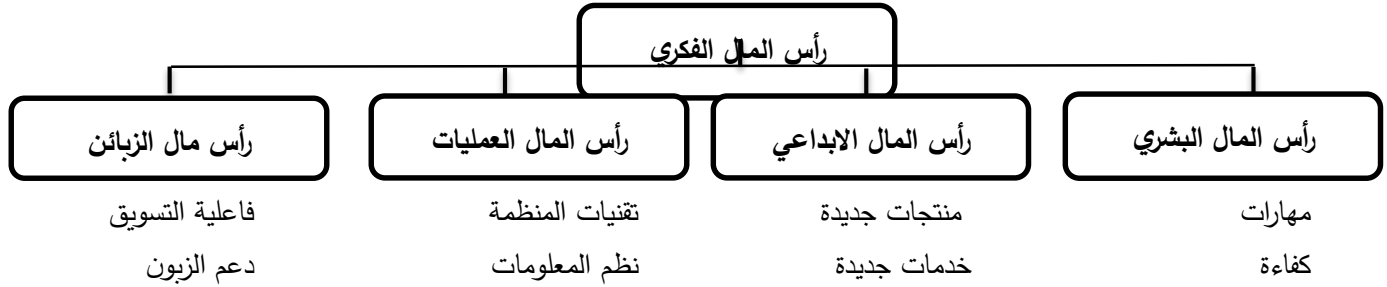 رأس المال الفكري
رأس المال البشري
رأس المال الابداعي
رأس المال العمليات
رأس مال الزبائن
مهارات
منتجات جديدة
تقنيات المنظمة
فاعلية التسويق
كفاءة
خدمات جديدة
نظم المعلومات
دعم الزبون